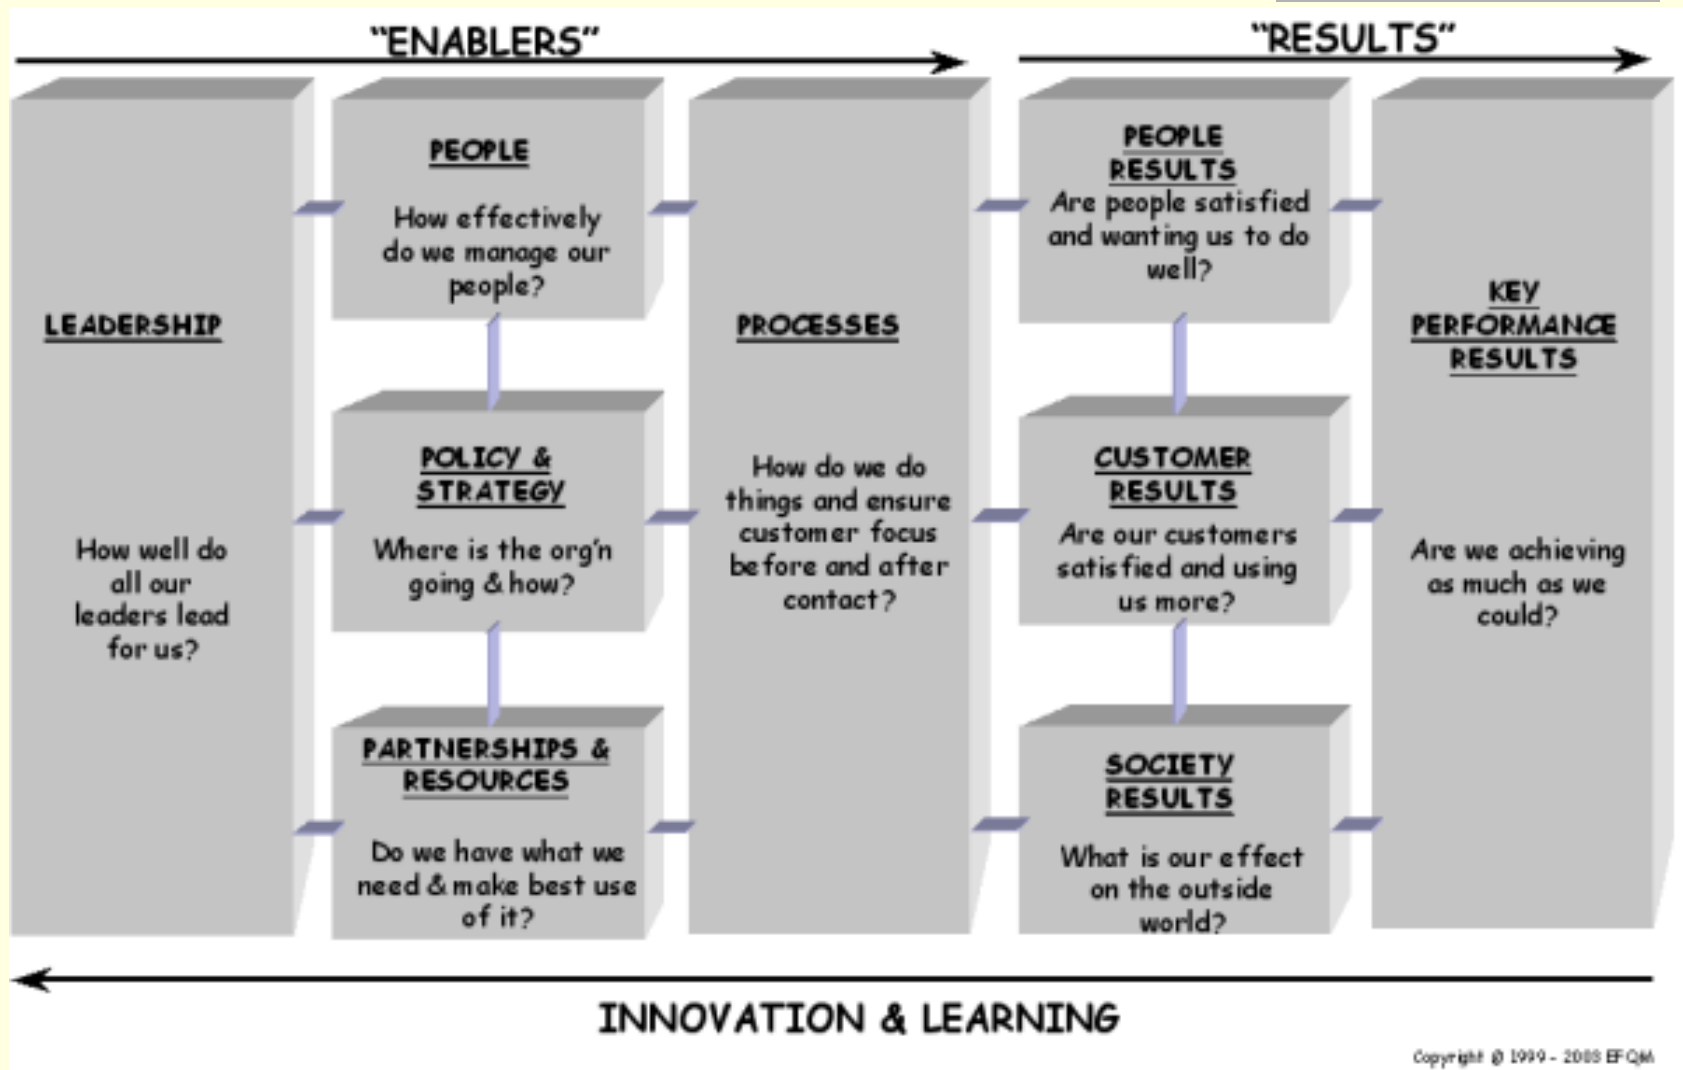 “ENABLERS”
“RESULTS”
LEADERSHIP
How well do
all our
leaders lead
for us?
PEOPLE
How effectively
do we manage our
people?
POLICY &
STRATEGY
Where is the org'n
going & how?
PARTNERSHIPS &
RESOURCES
Do we have what we
need & make best use
of it?
PROCESSES
How do we do
things and ensure
customer focus
before and after
contact?
PEOPLE
RESULTS
Are people satisfied
and wanting us to do
well?
CUSTOMER
RESULTS
Are our customers
satisfied and using
us more?
SOCIETY
RESULTS
What is our effect
on the outside
world?
KEY
PERFORMANCE
RESULTS
Are we achieving
as much as we
could?
INNOVATION & LEARNING
Copyright © 1999 - 2003 EFQM